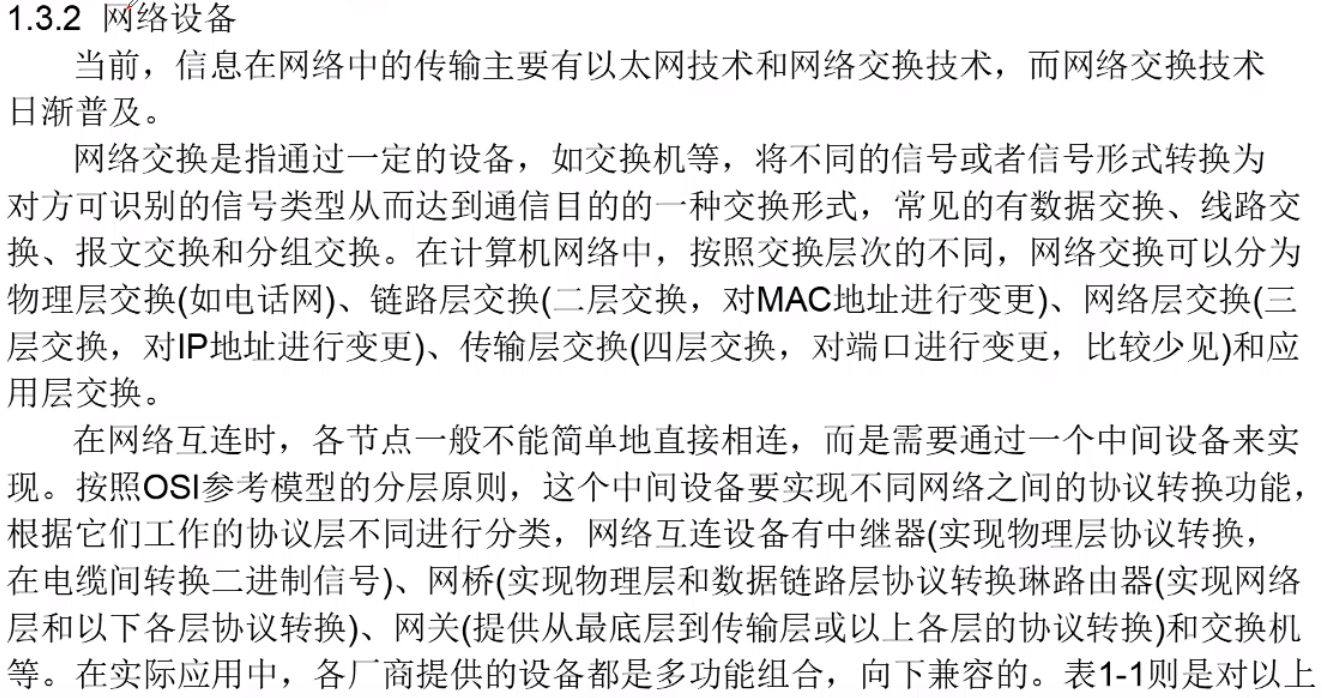 1.3.2 网络设备
当前，信息在网络中的传输主要有以太网技术和网络交换技术，而网络交换技术
日渐普及。
网络交换是指通过一定的设备，如交换机等，将不同的信号或者信号形式转换为
对方可识别的信号类型从而达到通信目的的一种交换形式，常见的有数据交换、线路交
换、报文交换和分组交换。在计算机网络中，按照交换层次的不同，网络交换可以分为
物理层交换(如电话网)、链路层交换(二层交换，对MAC地址进行变更)、网络层交换(三
层交换，对IP地址进行变更)、传输层交换(四层交换，对端口进行变更，比较少见)和应
用层交换。
在网络互连时，各节点一般不能简单地直接相连，而是需要通过一个中间设备来实
现。按照OSI参考模型的分层原则，这个中间设备要实现不同网络之间的协议转换功能，
根据它们工作的协议层不同进行分类，网络互连设备有中继器(实现物理层协议转换，
在电缆间转换二进制信号)、网桥(实现物理层和数据链路层协议转换琳路由器(实现网络
层和以下各层协议转换)、网关(提供从最底层到传输层或以上各层的协议转换)和交换机
等。在实际应用中，各厂商提供的设备都是多功能组合，向下兼容的。表1-1则是对以上